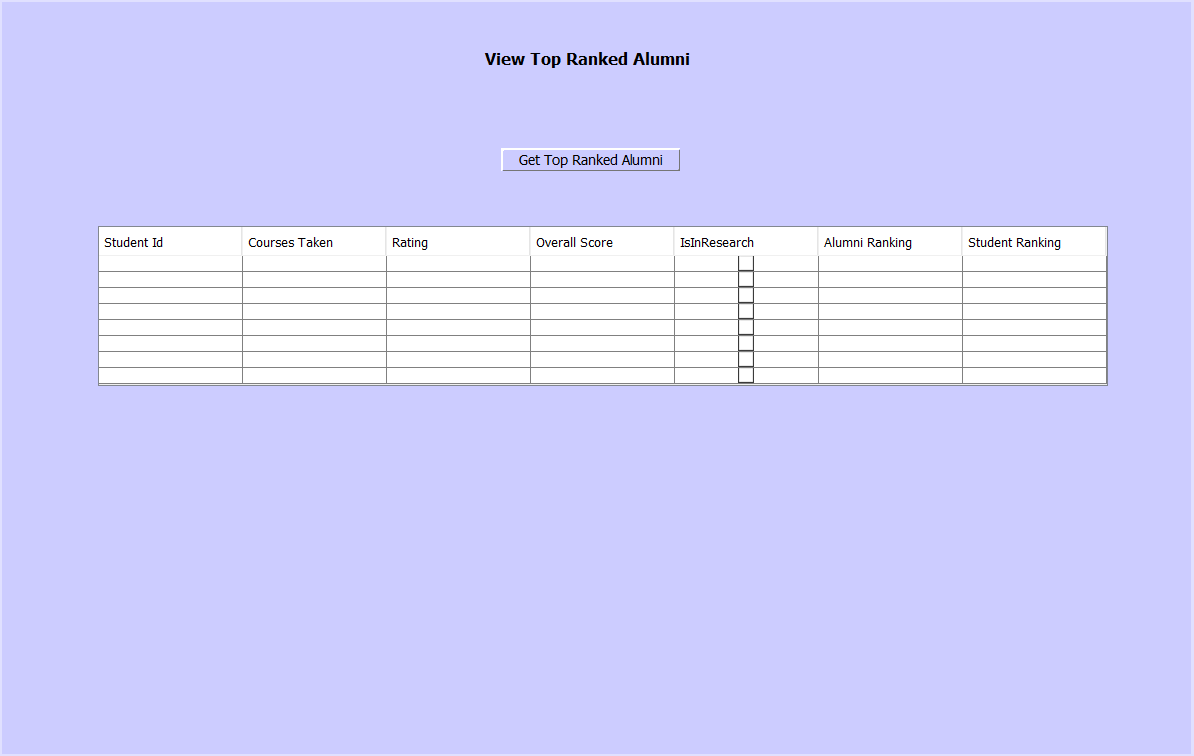 View Top Ranked Alumni
Get Top Ranked Alumni
Student Id Courses Taken Rating Overall Score IsInResearch Alumni Ranking Student Ranking